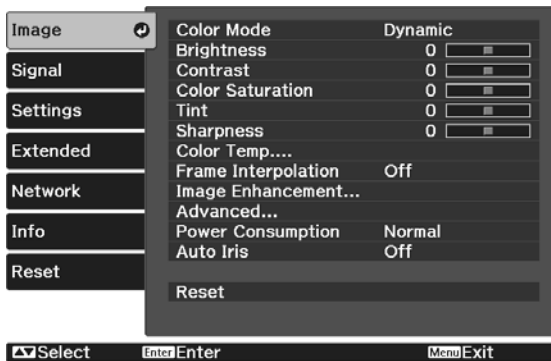 Image
Signal
Settings
Extended
Network
Info
Reset
Color Mode Dynamic
Brightness 0
Contrast 0
Color Saturation 0
Tint 0
Sharpness 0
Color Temp....
Frame Interpolation Off
Image Enhancement...
Advanced...
Power Consumption Normal
Auto Iris Off
Reset
Select Enter Enter Menu Exit